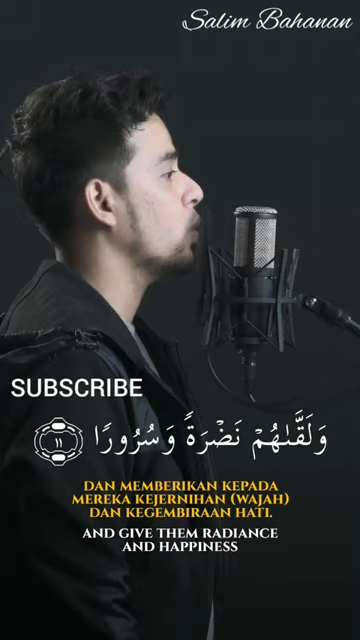 Salim Bahanan
SUBSCRIBE
وَلَقَّىٰهُمْ نَضْرَةً وَسُرُورًا ١١
DAN MEMBERIKAN KEPADA
MEREKA KEJERNIHAN (WAJAH)
DAN KEGEMBIRAAN HATI.
AND GIVE THEM RADIANCE
AND HAPPINESS